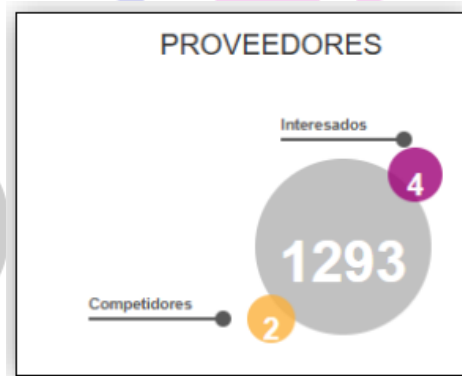 PROVEEDORES
Interesados
4
1293
Competidores
2